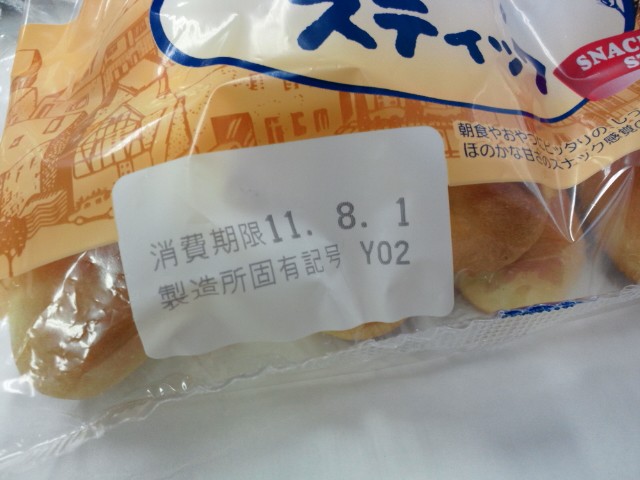 スティック
SNACK
朝食やおやつにピッタリの、しっ
ほのかな甘さのスナック感覚の
消費期限11. 8. 1
製造所固有記号 Y02